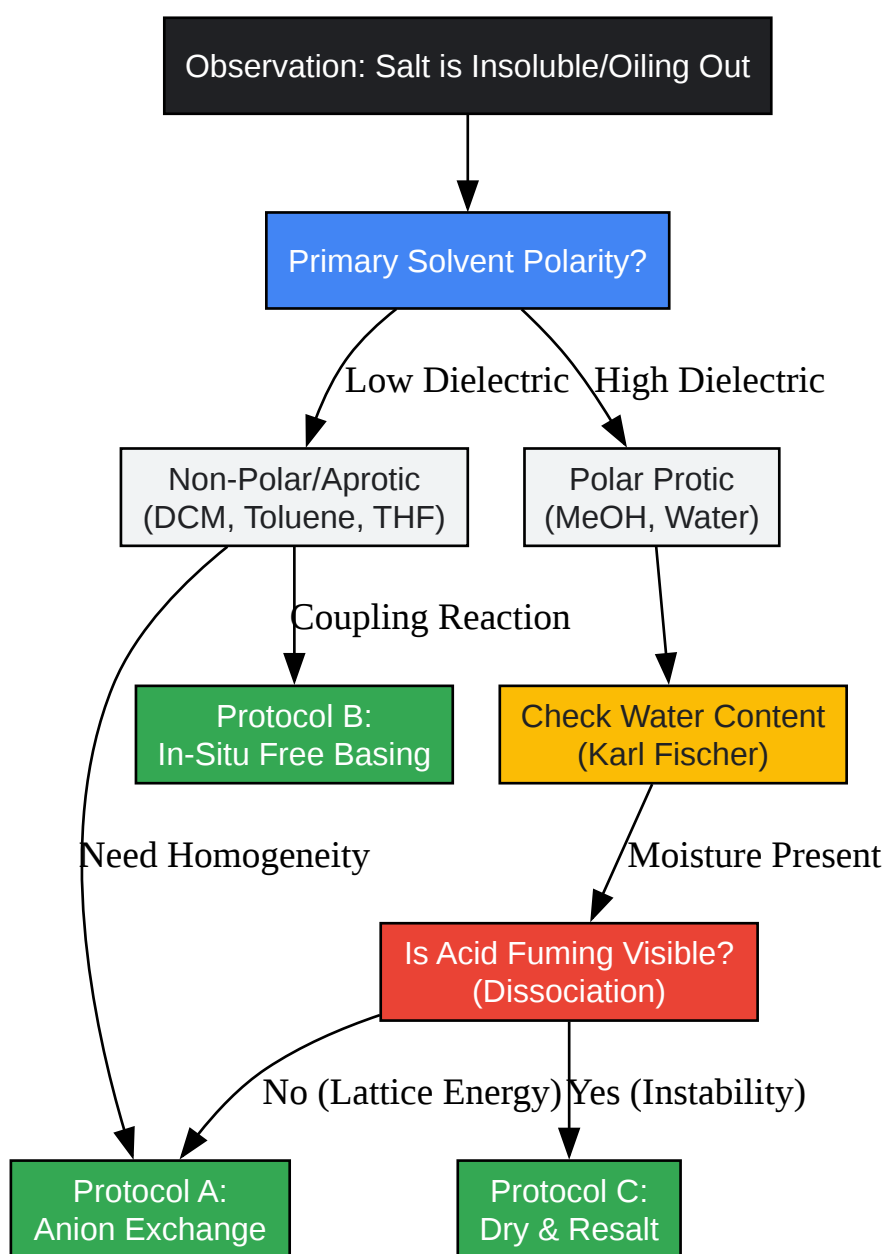 Observation: Salt is Insoluble/Oiling Out
Primary Solvent Polarity?
Low Dielectric
High Dielectric
Non-Polar/Aprotic
(DCM, Toluene, THF)
Polar Protic
(MeOH, Water)
Coupling Reaction
Protocol B:
In-Situ Free Basing
Check Water Content
(Karl Fischer)
Need Homogeneity
Moisture Present
Is Acid Fuming Visible?
(Dissociation)
No (Lattice Energy)
Yes (Instability)
Protocol A:
Anion Exchange
Protocol C:
Dry & Resalt